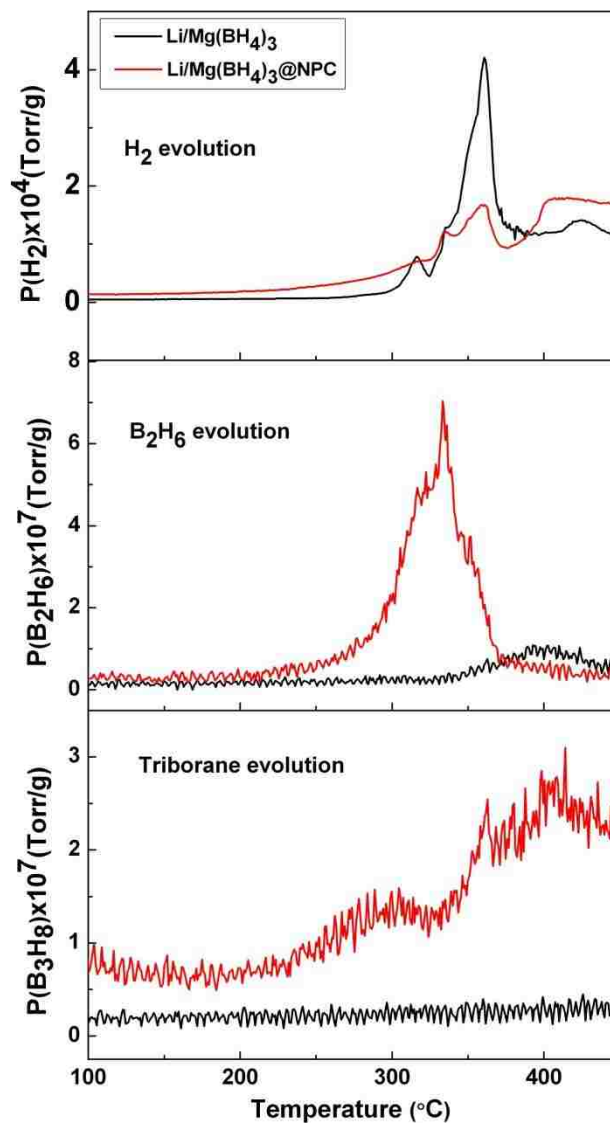 Li/Mg(BH4)3
Li/Mg(BH4)3@NPC
H2 evolution
P(H2)x10^4(Torr/g)
4
2
0
B2H6 evolution
P(B2H6)x10^7(Torr/g)
8
7
6
4
2
1
0
Triborane evolution
P(B3H8)x10^7(Torr/g)
3
2
1
0
100
200
300
400
Temperature (°C)